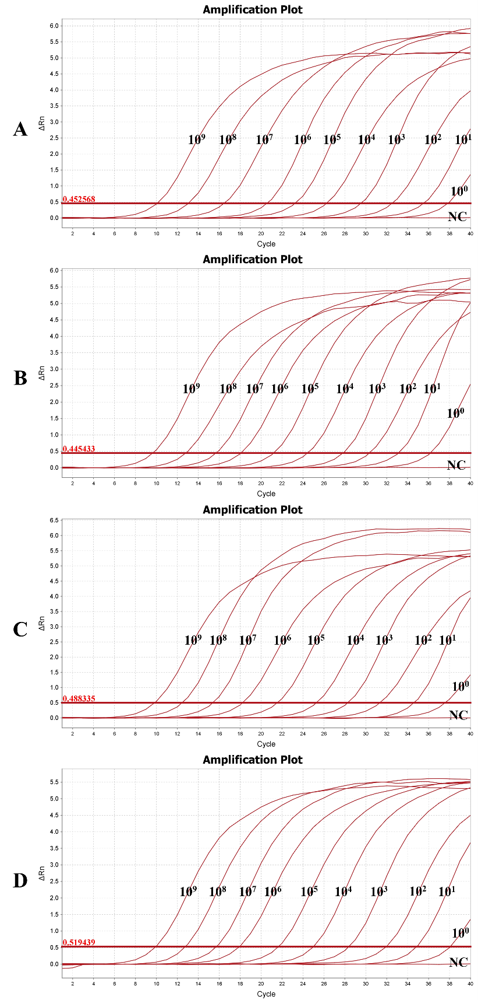 Amplification Plot
6.0
5.5
5.0
4.5
4.0
3.5
3.0
2.5
2.0
1.5
1.0
0.5
0.0
ΔRn
A
10⁹ 10⁸ 10⁷ 10⁶ 10⁵ 10⁴ 10³ 10² 10¹
10⁰
0,452568
NC
2 4 6 8 10 12 14 16 18 20 22 24 26 28 30 32 34 36 38 40
Cycle
Amplification Plot
6.0
5.5
5.0
4.5
4.0
3.5
3.0
2.5
2.0
1.5
1.0
0.5
0.0
ΔRn
B
10⁹ 10⁸ 10⁷ 10⁶ 10⁵ 10⁴ 10³ 10² 10¹
10⁰
0,445433
NC
2 4 6 8 10 12 14 16 18 20 22 24 26 28 30 32 34 36 38 40
Cycle
Amplification Plot
6.5
6.0
5.5
5.0
4.5
4.0
3.5
3.0
2.5
2.0
1.5
1.0
0.5
0.0
ΔRn
C
10⁹ 10⁸ 10⁷ 10⁶ 10⁵ 10⁴ 10³ 10² 10¹
10⁰
0,488335
NC
2 4 6 8 10 12 14 16 18 20 22 24 26 28 30 32 34 36 38 40
Cycle
Amplification Plot
5.5
5.0
4.5
4.0
3.5
3.0
2.5
2.0
1.5
1.0
0.5
0.0
ΔRn
D
10⁹ 10⁸ 10⁷ 10⁶ 10⁵ 10⁴ 10³ 10² 10¹
10⁰
0,519439
NC
2 4 6 8 10 12 14 16 18 20 22 24 26 28 30 32 34 36 38 40
Cycle